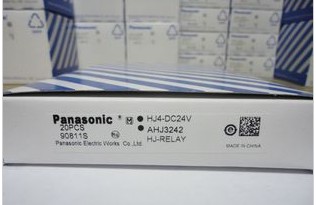 Panasonic
20PCS
90811S
Panasonic Electric Works Co.,Ltd.
HJ4-DC24V
AHJ3242
HJ-RELAY
MADE IN CHINA